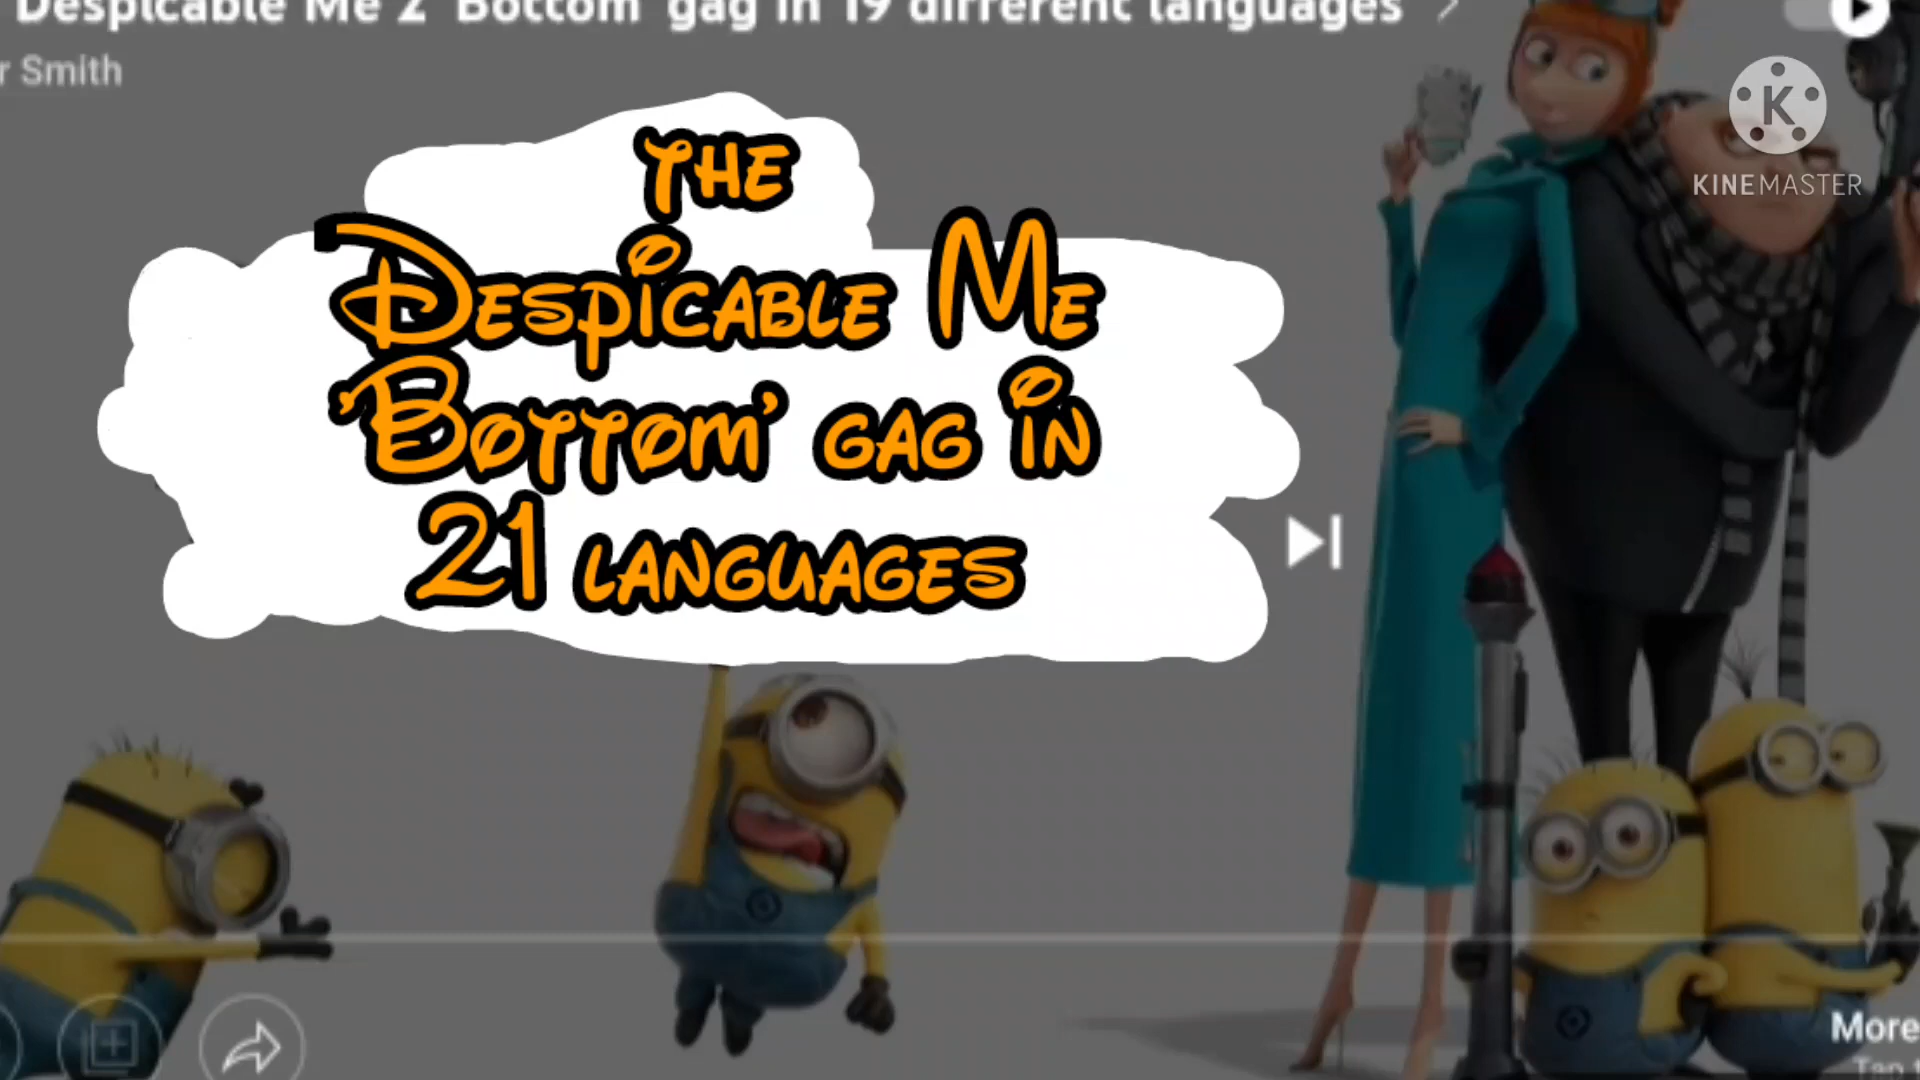 Despicable Me 2 'Bottom' gag in 19 different languages
r Smith
K
KINEMASTER
THE
DESPICABLE ME
'BOTTOM' GAG IN
21 LANGUAGES
More
Tap t